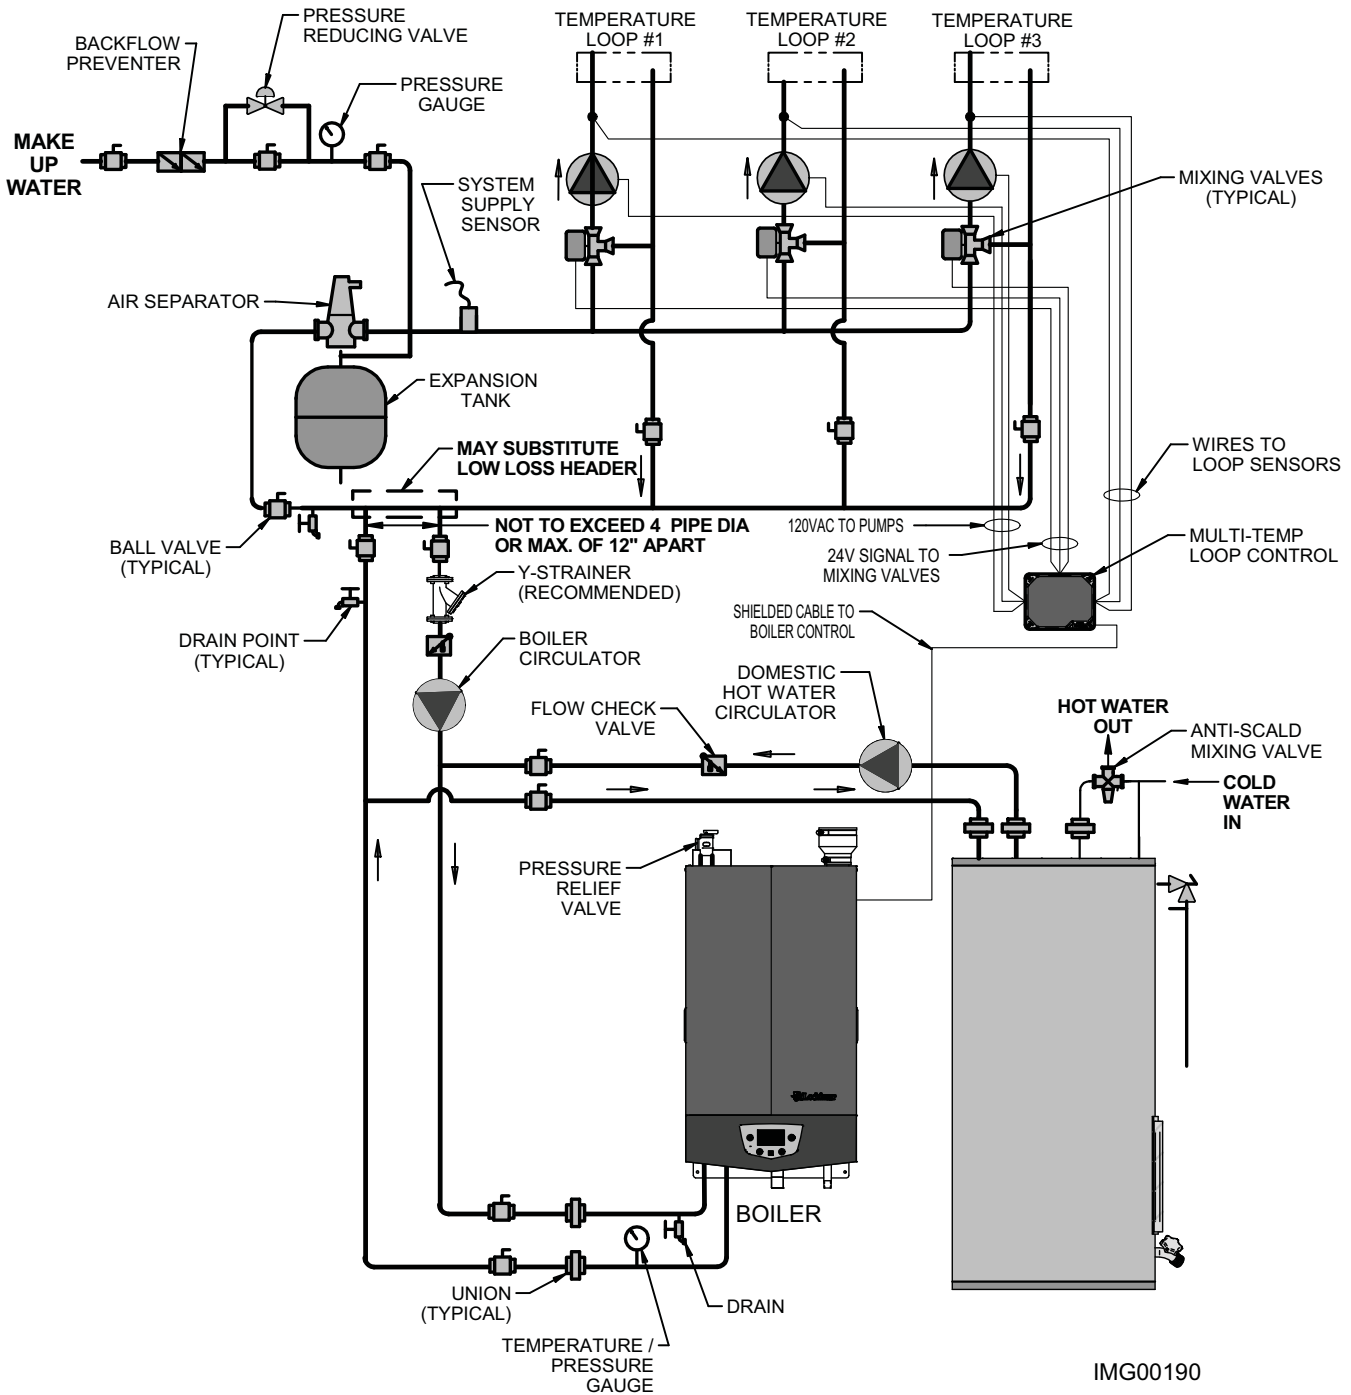 PRESSURE
REDUCING VALVE
BACKFLOW
PREVENTER
PRESSURE
GAUGE
MAKE
UP
WATER
TEMPERATURE
LOOP #1
TEMPERATURE
LOOP #2
TEMPERATURE
LOOP #3
SYSTEM
SUPPLY
SENSOR
MIXING VALVES
(TYPICAL)
AIR SEPARATOR
EXPANSION
TANK
MAY SUBSTITUTE
LOW LOSS HEADER
WIRES TO
LOOP SENSORS
NOT TO EXCEED 4 PIPE DIA
OR MAX. OF 12" APART
120VAC TO PUMPS
24V SIGNAL TO
MIXING VALVES
MULTI-TEMP
LOOP CONTROL
BALL VALVE
(TYPICAL)
Y-STRAINER
(RECOMMENDED)
SHIELDED CABLE TO
BOILER CONTROL
DRAIN POINT
(TYPICAL)
BOILER
CIRCULATOR
DOMESTIC
HOT WATER
CIRCULATOR
FLOW CHECK
VALVE
HOT WATER
OUT
ANTI-SCALD
MIXING VALVE
COLD
WATER
IN
PRESSURE
RELIEF
VALVE
Lochinvar
BOILER
UNION
(TYPICAL)
DRAIN
TEMPERATURE /
PRESSURE
GAUGE
IMG00190